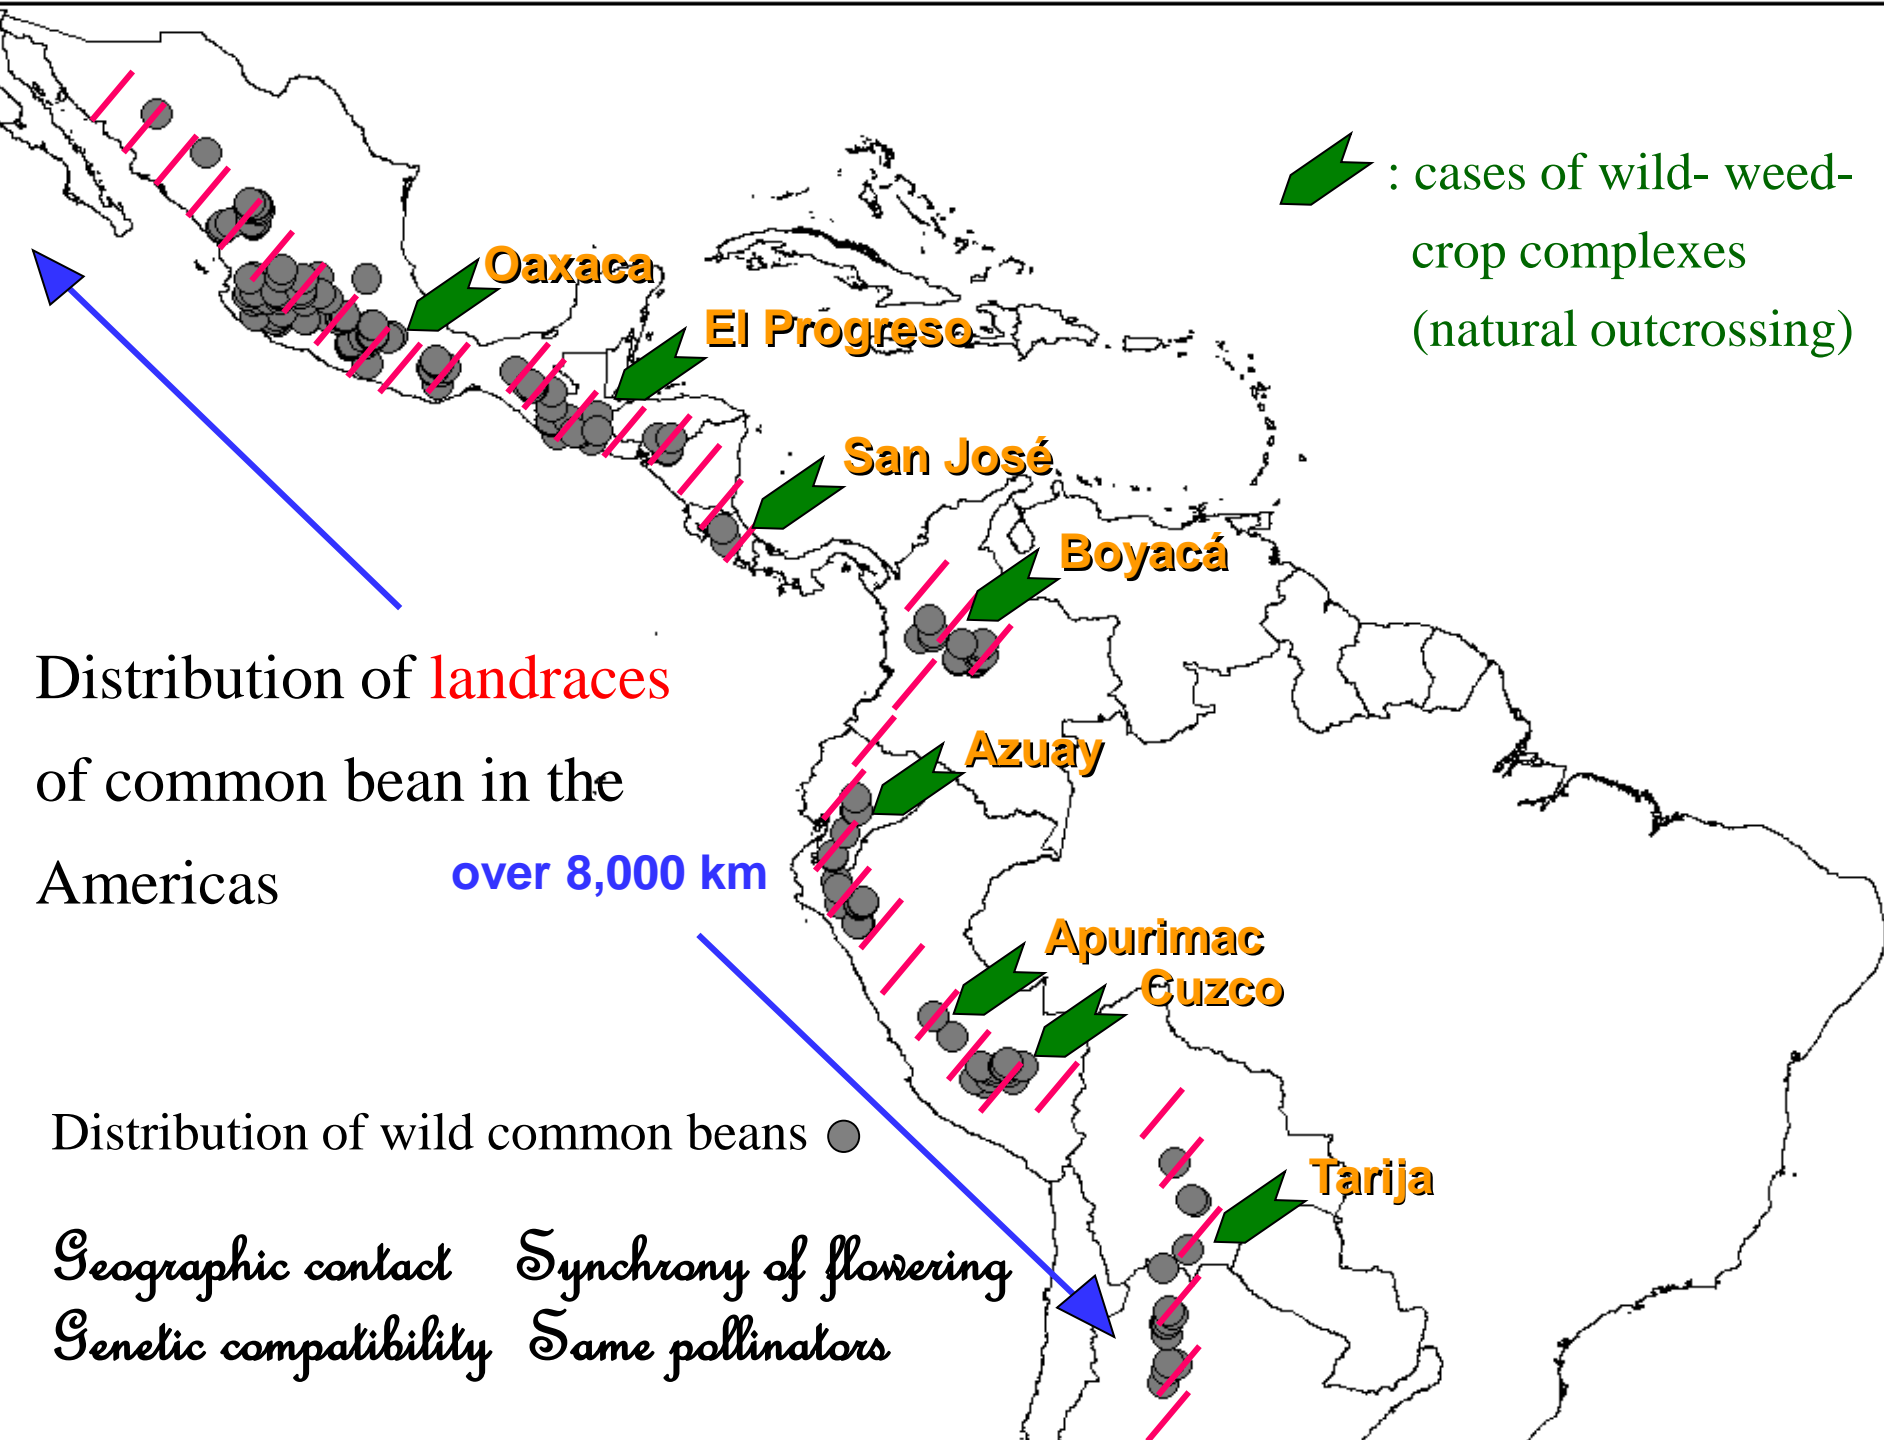 : cases of wild- weed-
crop complexes
(natural outcrossing)
Oaxaca
El Progreso
San José
Boyacá
Azuay
Apurimac
Cuzco
Tarija
Distribution of landraces
of common bean in the
Americas
over 8,000 km
Distribution of wild common beans
Geographic contact Synchrony of flowering
Genetic compatibility Same pollinators